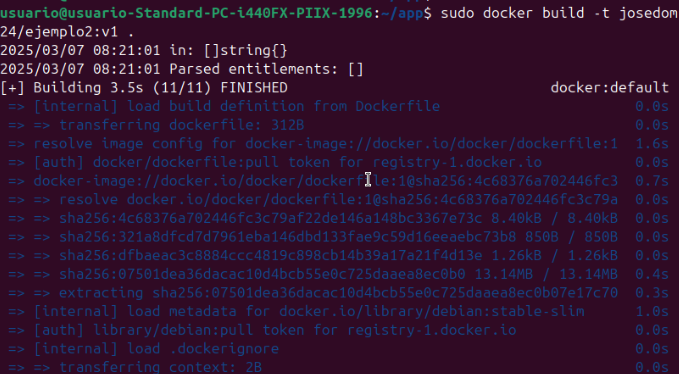 usuario@usuario-Standard-PC-i440FX-PIIX-1996:~/app$ sudo docker build -t josedom
24/ejemplo2:v1 .
2025/03/07 08:21:01 in: []string{}
2025/03/07 08:21:01 Parsed entitlements: []
[+] Building 3.5s (11/11) FINISHED docker:default
=> [internal] load build definition from Dockerfile 0.0s
=> => transferring dockerfile: 312B 0.0s
=> resolve image config for docker-image://docker.io/docker/dockerfile:1 1.6s
=> [auth] docker/dockerfile:pull token for registry-1.docker.io 0.0s
=> docker-image://docker.io/docker/dockerfile:1@sha256:4c68376a702446fc3 0.7s
=> => resolve docker.io/docker/dockerfile:1@sha256:4c68376a702446fc3c79a 0.0s
=> => sha256:4c68376a702446fc3c79af22de146a148bc3367e73c 8.40kB / 8.40kB 0.0s
=> => sha256:321a8dfcd7d7961eba146dbd133fae9c59d16eeaebc73b8 850B / 850B 0.0s
=> => sha256:dfbaeac3c8884ccc4819c898cb14b39a17a21f4d13e 1.26kB / 1.26kB 0.0s
=> => sha256:07501dea36dacac10d4bcb55e0c725daaea8ec0b0 13.14MB / 13.14MB 0.4s
=> => extracting sha256:07501dea36dacac10d4bcb55e0c725daaea8ec0b07e17c70 0.3s
=> [internal] load metadata for docker.io/library/debian:stable-slim 1.0s
=> [auth] library/debian:pull token for registry-1.docker.io 0.0s
=> [internal] load .dockerignore 0.0s
=> => transferring context: 2B 0.0s